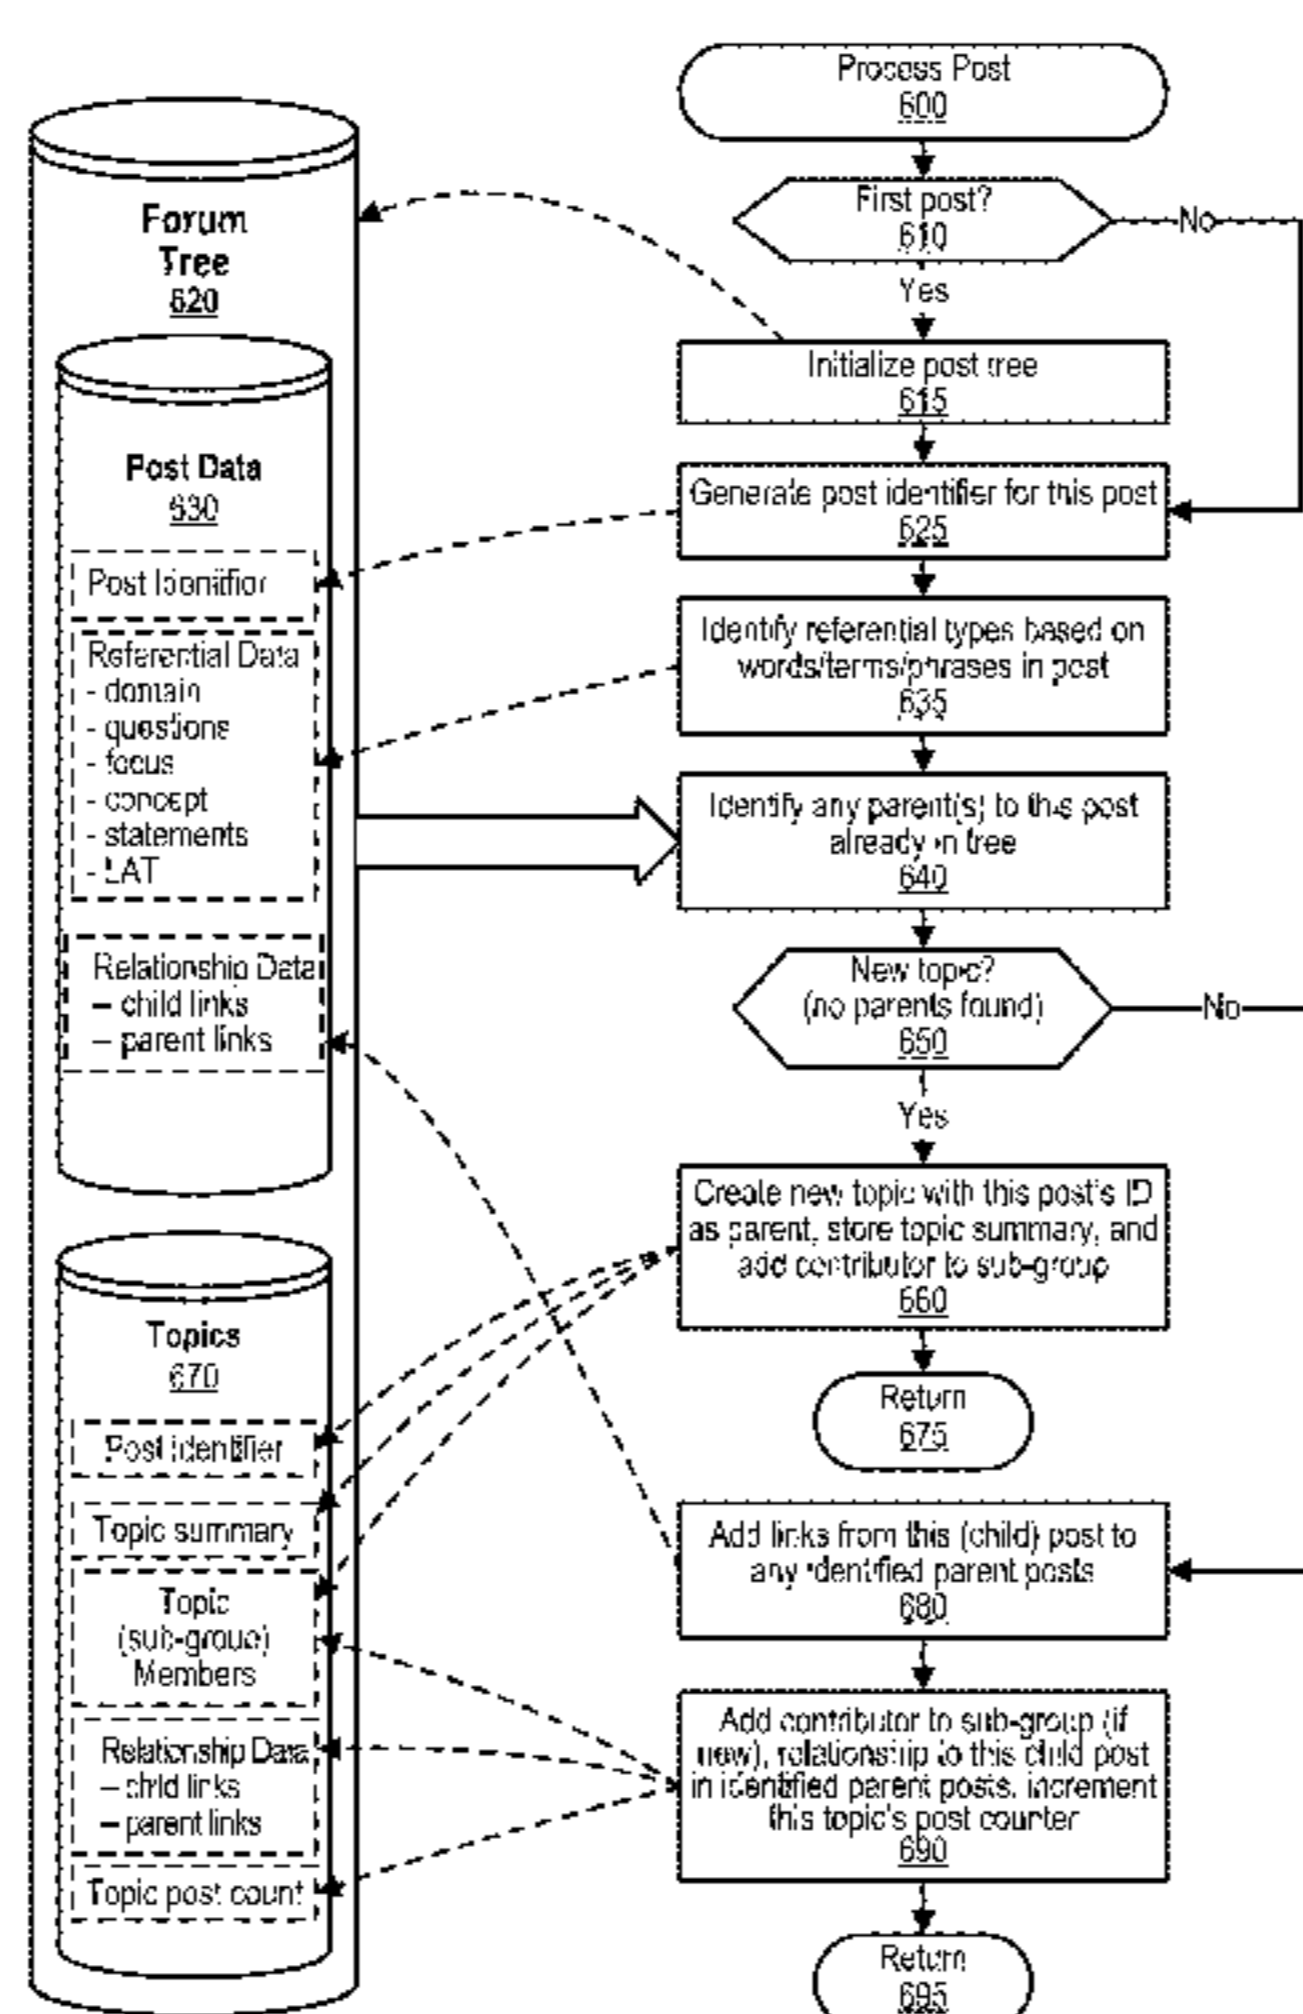 Process Post
600
First post?
610
No
Yes
Initialize post tree
615
Generate post identifier for this post
625
Identify referential types based on
words/terms/phrases in post
635
Identify any parent(s) to this post
already in tree
640
New topic?
(no parents found)
650
No
Yes
Create new topic with this post's ID
as parent, store topic summary, and
add contributor to sub-group
660
Return
675
Add links from this (child) post to
any identified parent posts
680
Add contributor to sub-group (if
new), relationship to this child post
in identified parent posts, increment
this topic's post counter
690
Return
695
Forum
Tree
620
Post Data
630
Post Identifier
Referential Data
- domain
- questions
- focus
- concept
- statements
- LAT
Relationship Data
– child links
– parent links
Topics
670
Post identifier
Topic summary
Topic
(sub-group)
Members
Relationship Data
– child links
– parent links
Topic post count